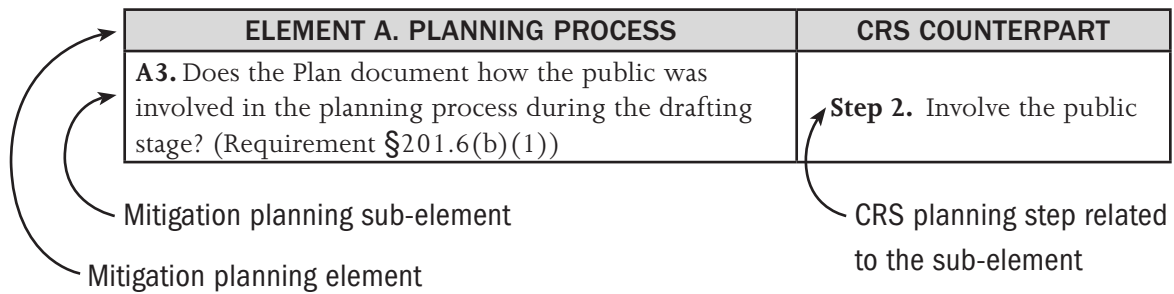 ELEMENT A. PLANNING PROCESS
CRS COUNTERPART
A3. Does the Plan document how the public was
involved in the planning process during the drafting
stage? (Requirement §201.6(b)(1))
Step 2. Involve the public
Mitigation planning sub-element
Mitigation planning element
CRS planning step related
to the sub-element